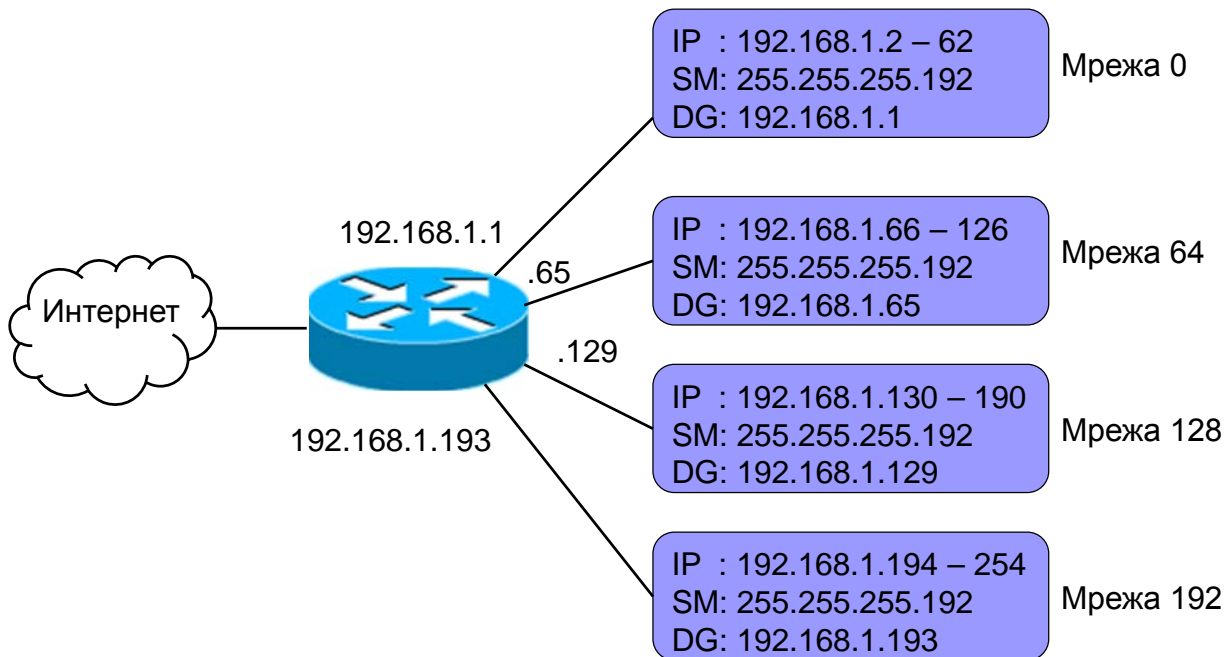 IP : 192.168.1.2 – 62
SM: 255.255.255.192
DG: 192.168.1.1
Мрежа 0
192.168.1.1
IP : 192.168.1.66 – 126
SM: 255.255.255.192
DG: 192.168.1.65
Мрежа 64
.65
Интернет
.129
IP : 192.168.1.130 – 190
SM: 255.255.255.192
DG: 192.168.1.129
Мрежа 128
192.168.1.193
IP : 192.168.1.194 – 254
SM: 255.255.255.192
DG: 192.168.1.193
Мрежа 192